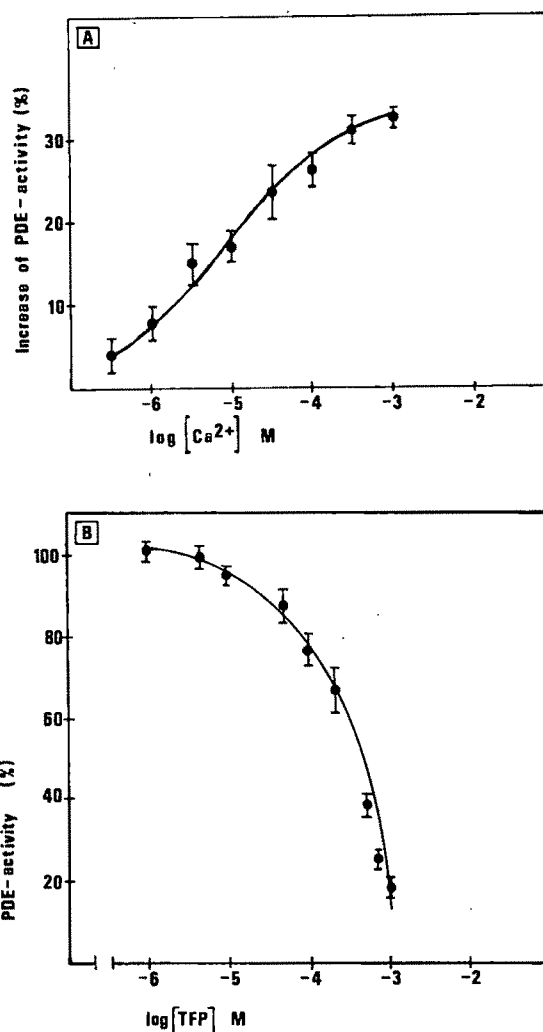 A
Increase of PDE-activity (%)
30
20
10
-6 -5 -4 -3 -2
log [Ca2+] M
B
PDE-activity (%)
100
80
60
40
20
-6 -5 -4 -3 -2
log[TFP] M